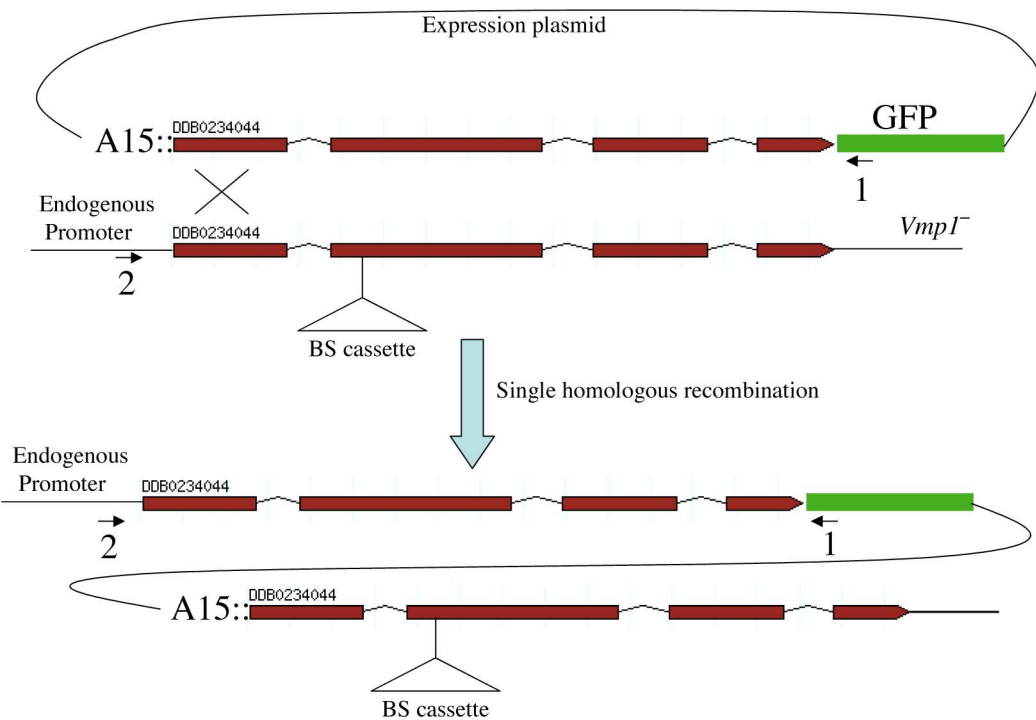 Expression plasmid
DDB0234044
A15::
GFP
1
Endogenous
Promoter
DDB0234044
Vmp1⁻
2
BS cassette
Single homologous recombination
Endogenous
Promoter
DDB0234044
2
1
A15::
DDB0234044
BS cassette